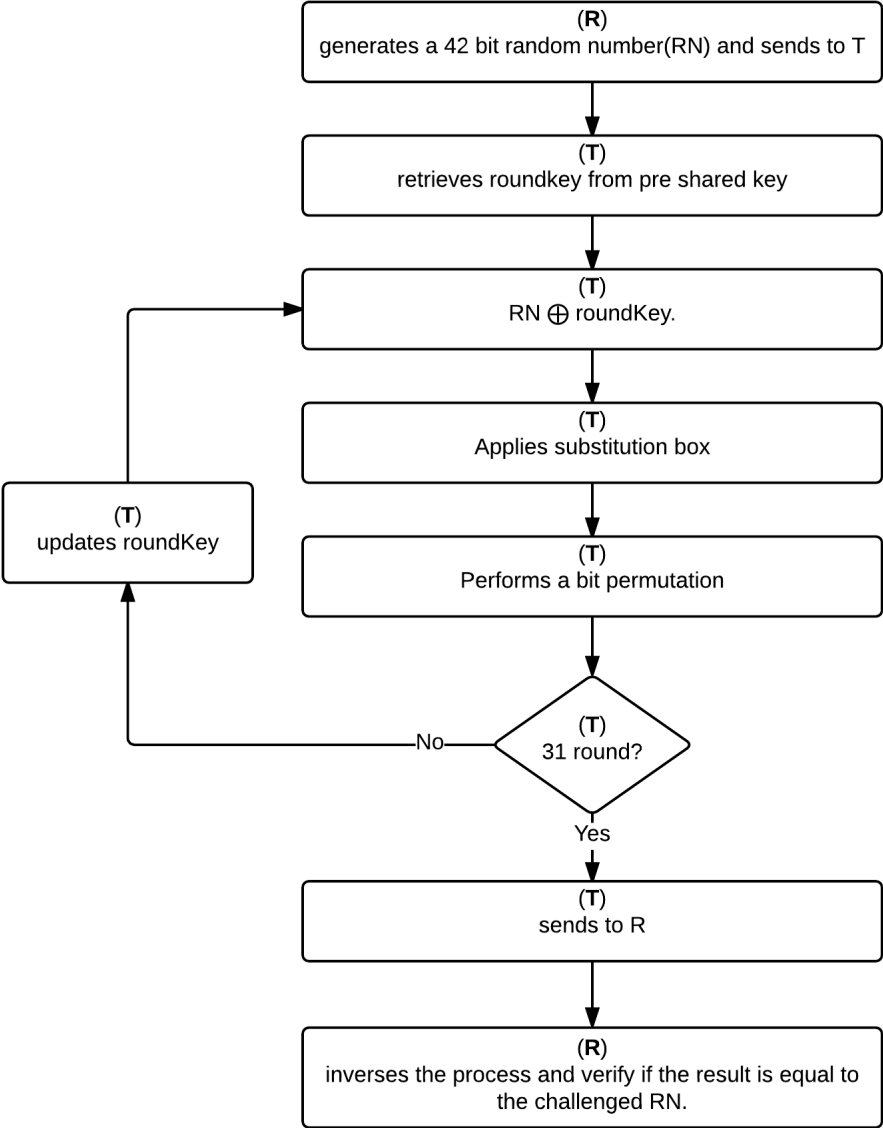 (R)
generates a 42 bit random number(RN) and sends to T
(T)
retrieves roundkey from pre shared key
(T)
RN ⊕ roundKey.
(T)
Applies substitution box
(T)
updates roundKey
(T)
Performs a bit permutation
(T)
31 round?
No
Yes
(T)
sends to R
(R)
inverses the process and verify if the result is equal to
the challenged RN.